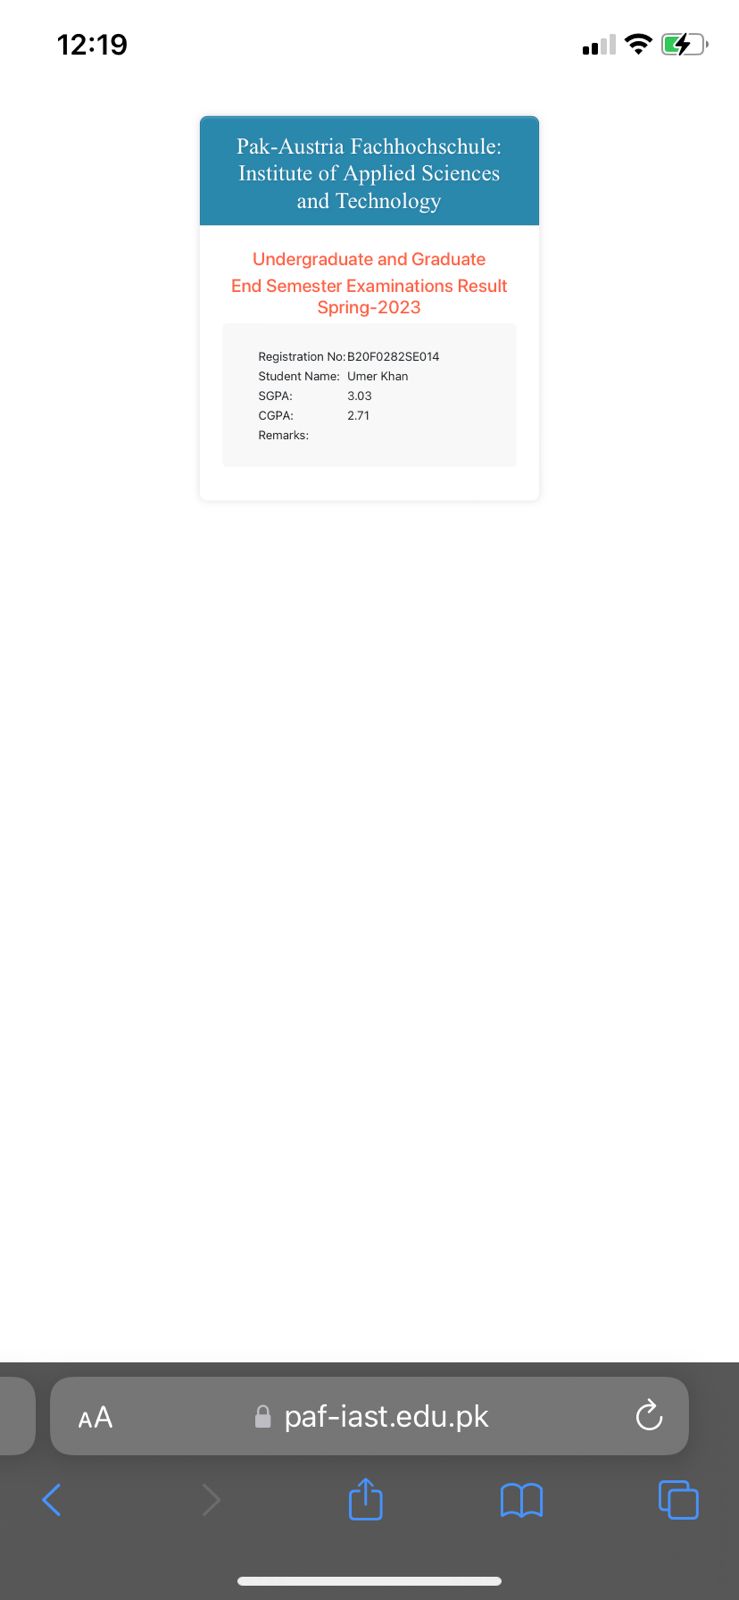 12:19
Pak-Austria Fachhochschule:
Institute of Applied Sciences
and Technology
Undergraduate and Graduate
End Semester Examinations Result
Spring-2023
Registration No: B20F0282SE014
Student Name: Umer Khan
SGPA: 3.03
CGPA: 2.71
Remarks:
AA paf-iast.edu.pk